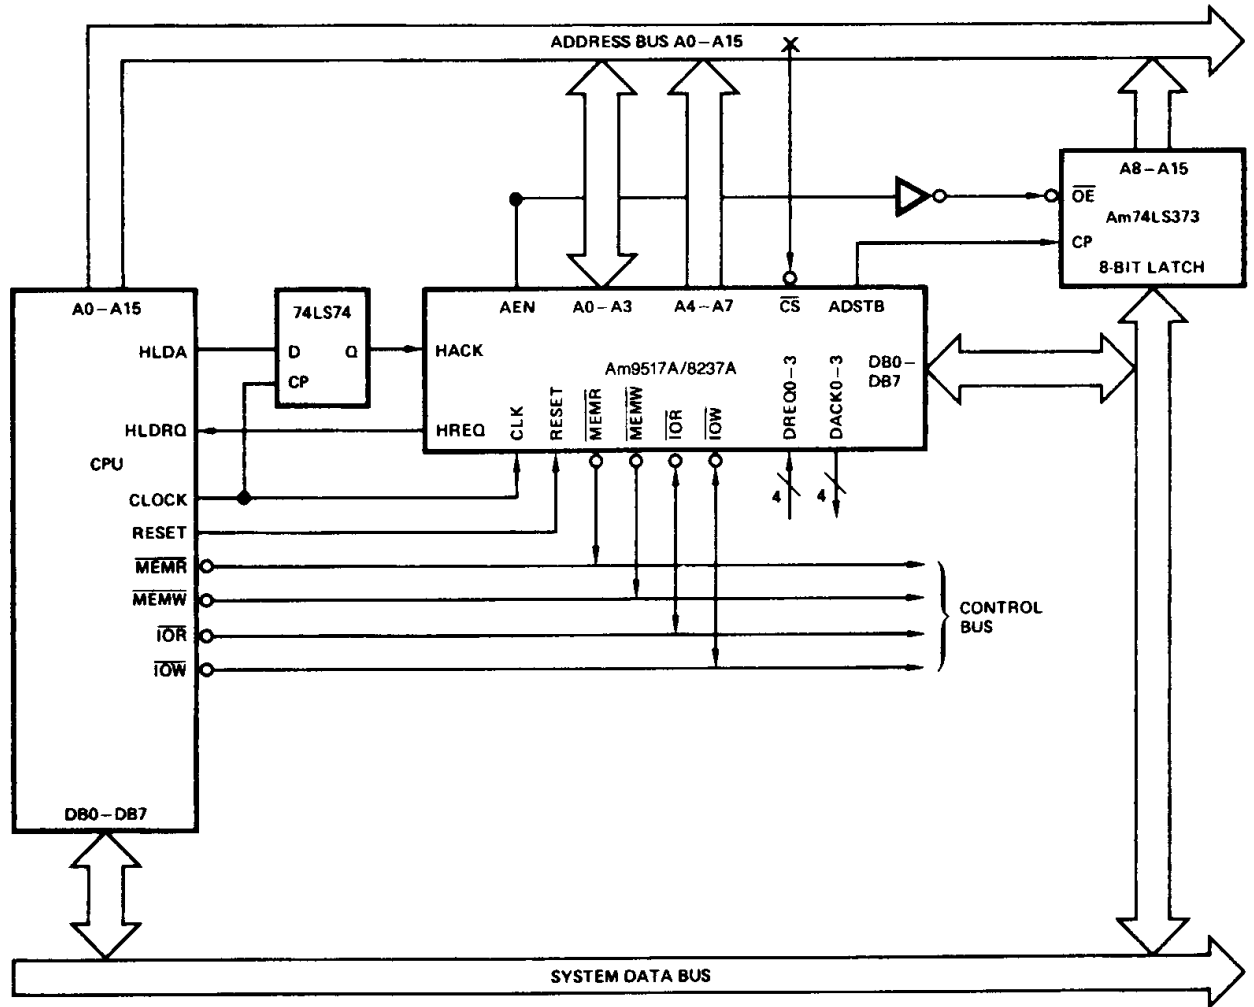 ADDRESS BUS A0–A15
A8–A15
OE
Am74LS373
CP
8-BIT LATCH
A0–A15
HLDA
HLDRQ
CPU
CLOCK
RESET
MEMR
MEMW
IOR
IOW
DB0–DB7
74LS74
D Q
CP
AEN A0–A3 A4–A7 CS ADSTB
HACK
Am9517A/8237A
DB0–
DB7
HREQ
CLK
RESET
MEMR
MEMW
IOR
IOW
DREQ0-3
DACK0-3
4
4
CONTROL
BUS
SYSTEM DATA BUS